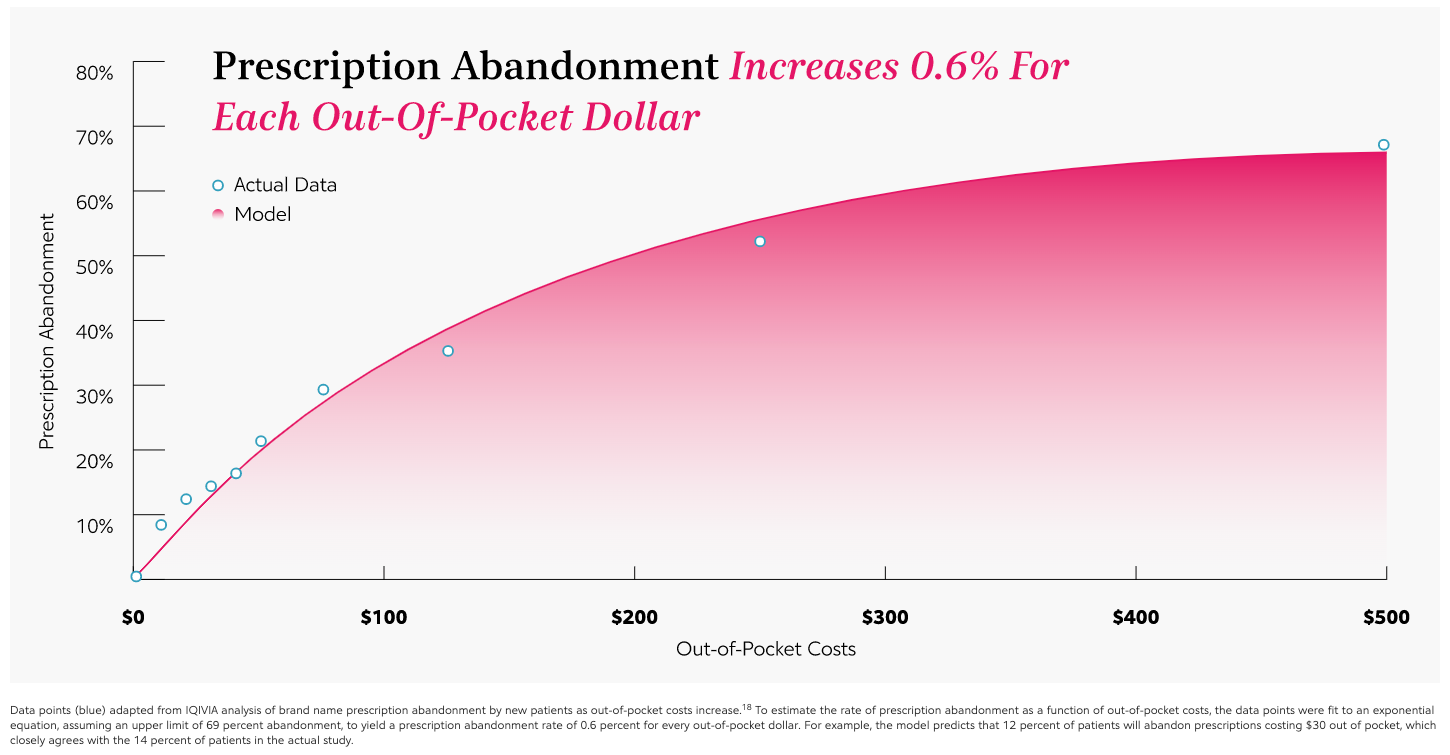 Prescription Abandonment Increases 0.6% For
Each Out-Of-Pocket Dollar
Actual Data
Model
Prescription Abandonment
80%
70%
60%
50%
40%
30%
20%
10%
$0
$100
$200
$300
$400
$500
Out-of-Pocket Costs
Data points (blue) adapted from IQIVIA analysis of brand name prescription abandonment by new patients as out-of-pocket costs increase.18 To estimate the rate of prescription abandonment as a function of out-of-pocket costs, the data points were fit to an exponential
equation, assuming an upper limit of 69 percent abandonment, to yield a prescription abandonment rate of 0.6 percent for every out-of-pocket dollar. For example, the model predicts that 12 percent of patients will abandon prescriptions costing $30 out of pocket, which
closely agrees with the 14 percent of patients in the actual study.